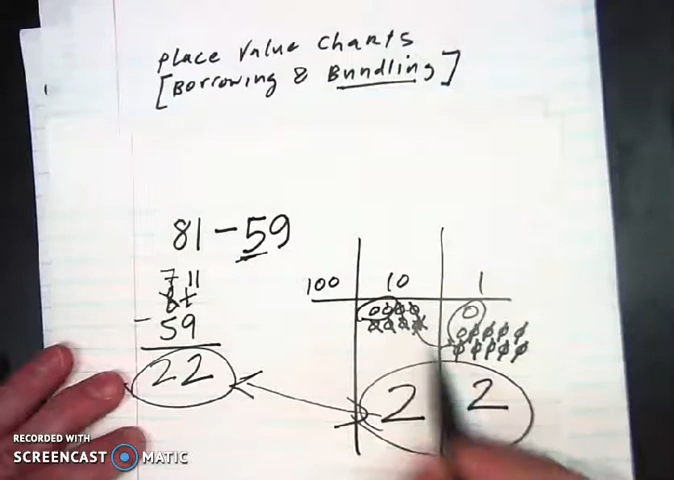 Place Value Charts
[Borrowing & Bundling]
81 - 59
7 11
81
- 59
22
100 10 1
2 2
RECORDED WITH
SCREENCAST MATIC